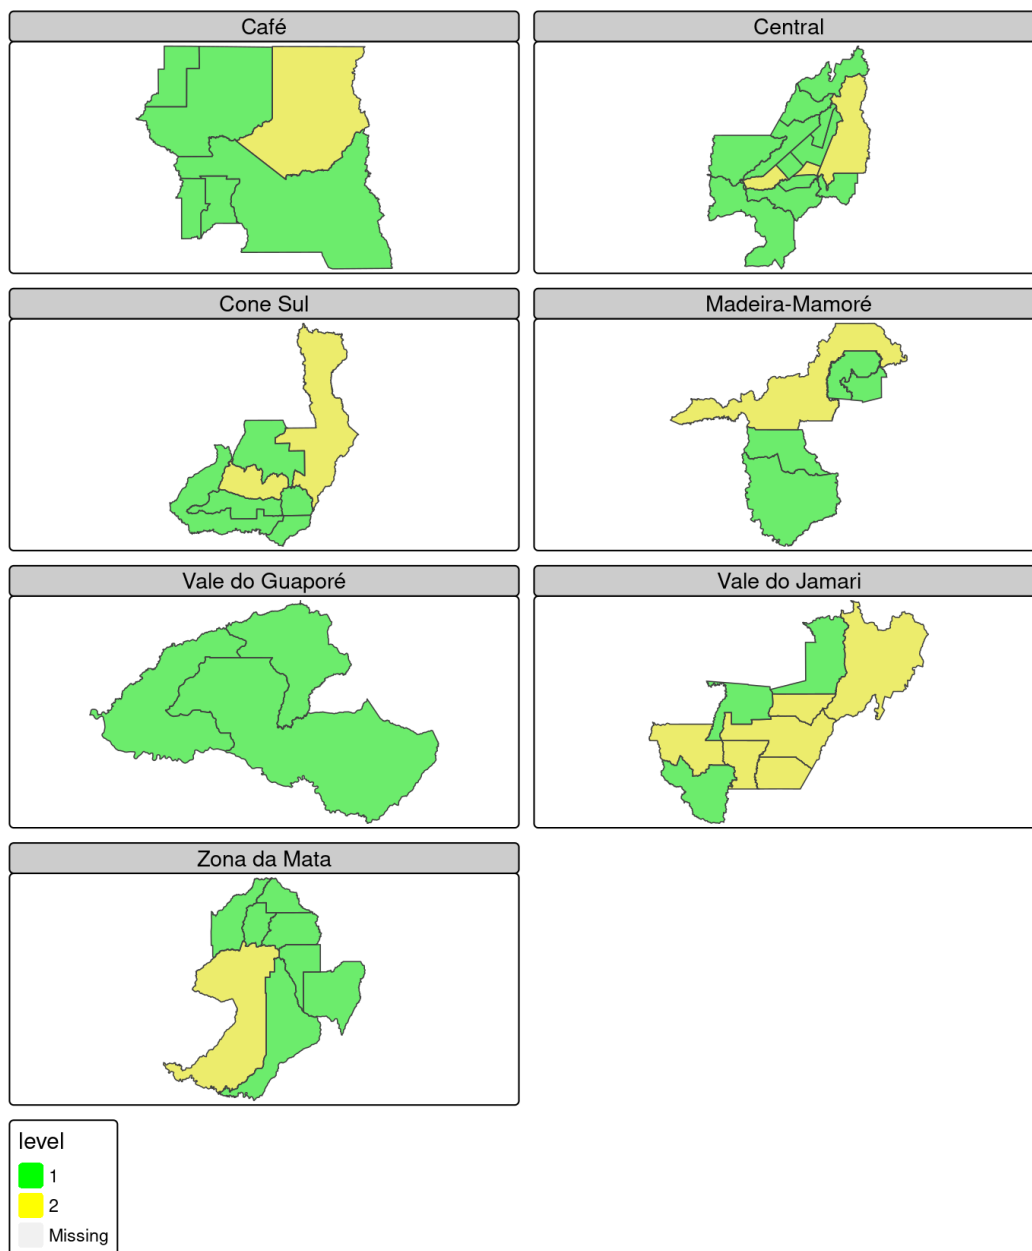 Café
Central
Cone Sul
Madeira-Mamoré
Vale do Guaporé
Vale do Jamari
Zona da Mata
level
1
2
Missing